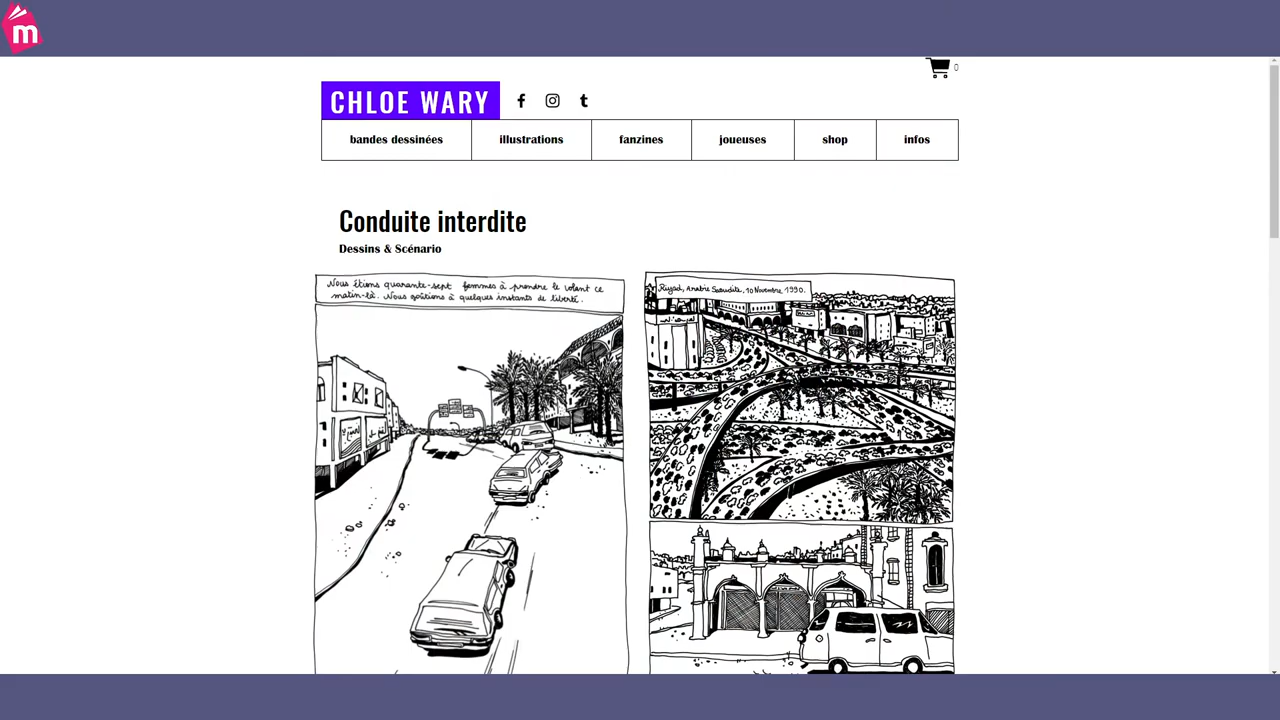 m
0
CHLOE WARY
bandes dessinées
illustrations
fanzines
joueuses
shop
infos
Conduite interdite
Dessins & Scénario
Nous étions quarante-sept femmes à prendre le volant ce
matin-là. Nous goûtions à quelques instants de liberté.
Riyad, Arabie Saoudite, 10 Novembre 1990.